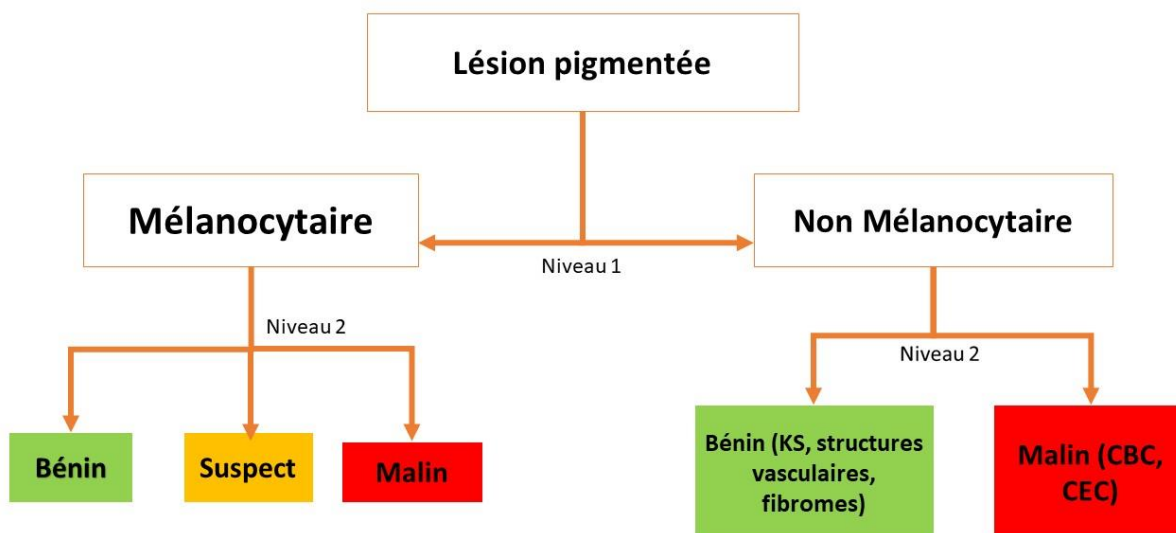 Lésion pigmentée
Mélanocytaire
Non Mélanocytaire
Niveau 1
Niveau 2
Niveau 2
Bénin
Suspect
Malin
Bénin (KS, structures
vasculaires,
fibromes)
Malin (CBC,
CEC)